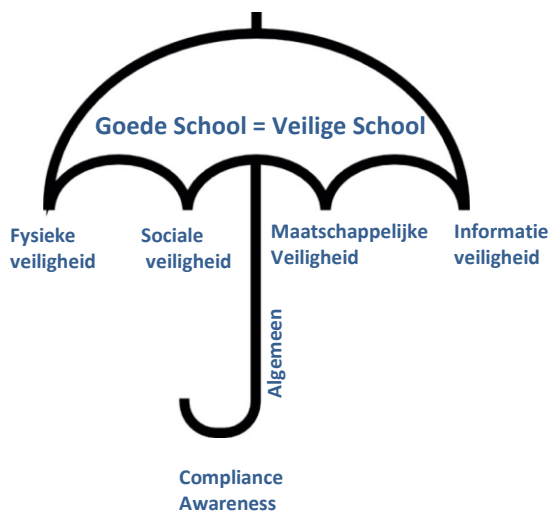 Goede School = Veilige School
Fysieke
veiligheid
Sociale
veiligheid
Maatschappelijke
Veiligheid
Informatie
veiligheid
Algemeen
Compliance
Awareness